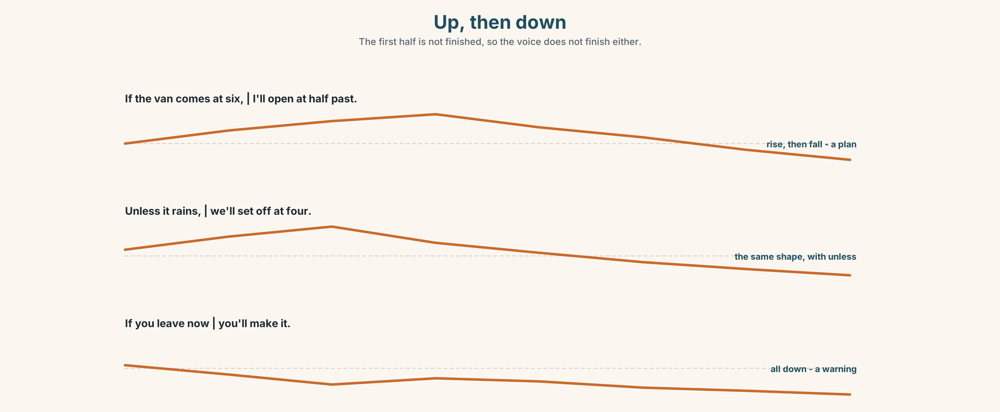 Up, then down
The first half is not finished, so the voice does not finish either.
If the van comes at six, | I'll open at half past.
rise, then fall - a plan
Unless it rains, | we'll set off at four.
the same shape, with unless
If you leave now | you'll make it.
all down - a warning